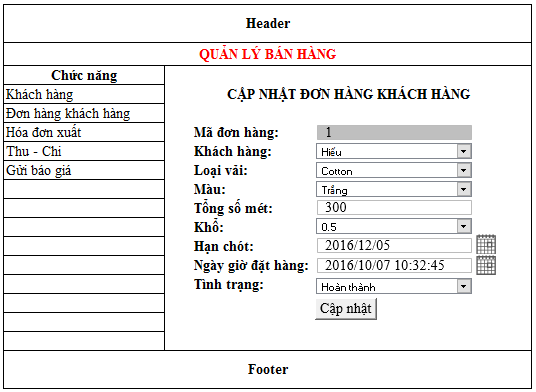 Header
QUẢN LÝ BÁN HÀNG
Chức năng
Khách hàng
Đơn hàng khách hàng
Hóa đơn xuất
Thu - Chi
Gửi báo giá
CẬP NHẬT ĐƠN HÀNG KHÁCH HÀNG
Mã đơn hàng: 1
Khách hàng: Hiếu
Loại vải: Cotton
Màu: Trắng
Tổng số mét: 300
Khổ: 0.5
Hạn chót: 2016/12/05
Ngày giờ đặt hàng: 2016/10/07 10:32:45
Tình trạng: Hoàn thành
Cập nhật
Footer